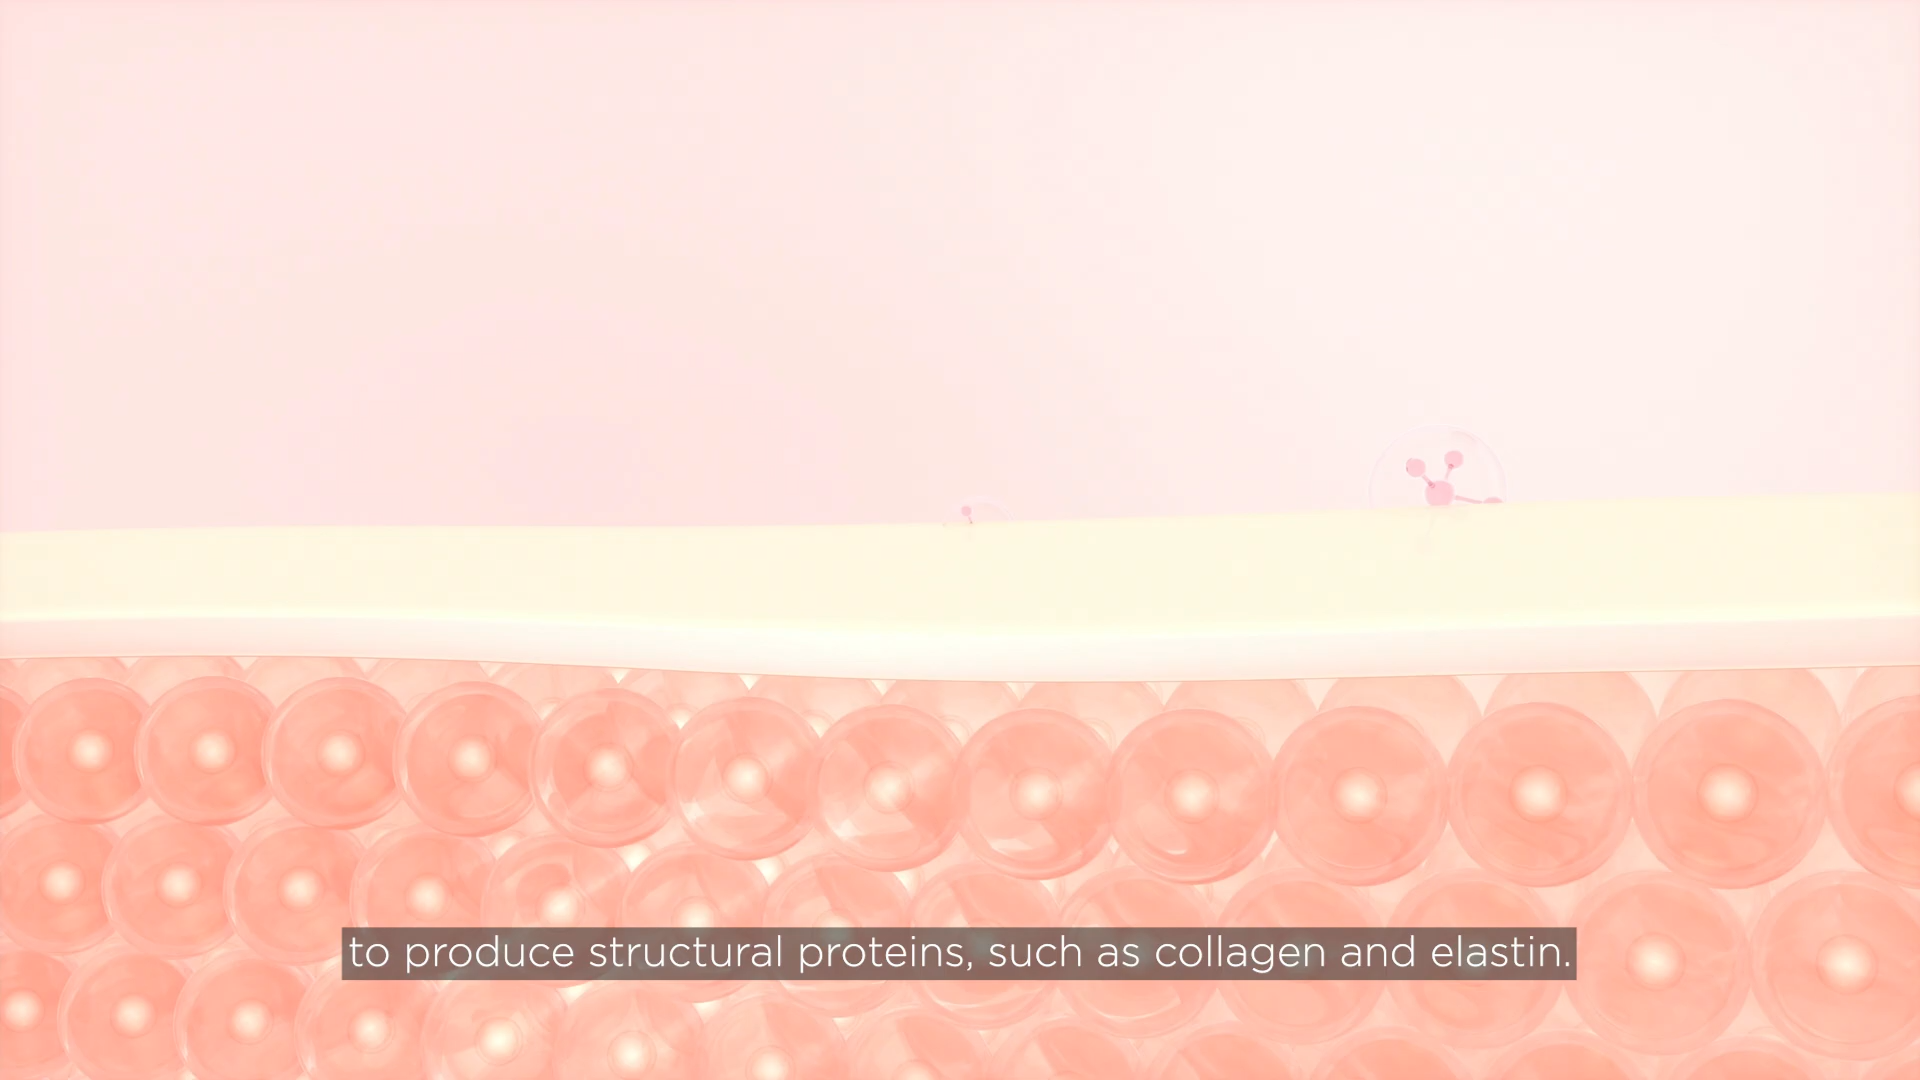 to produce structural proteins, such as collagen and elastin.